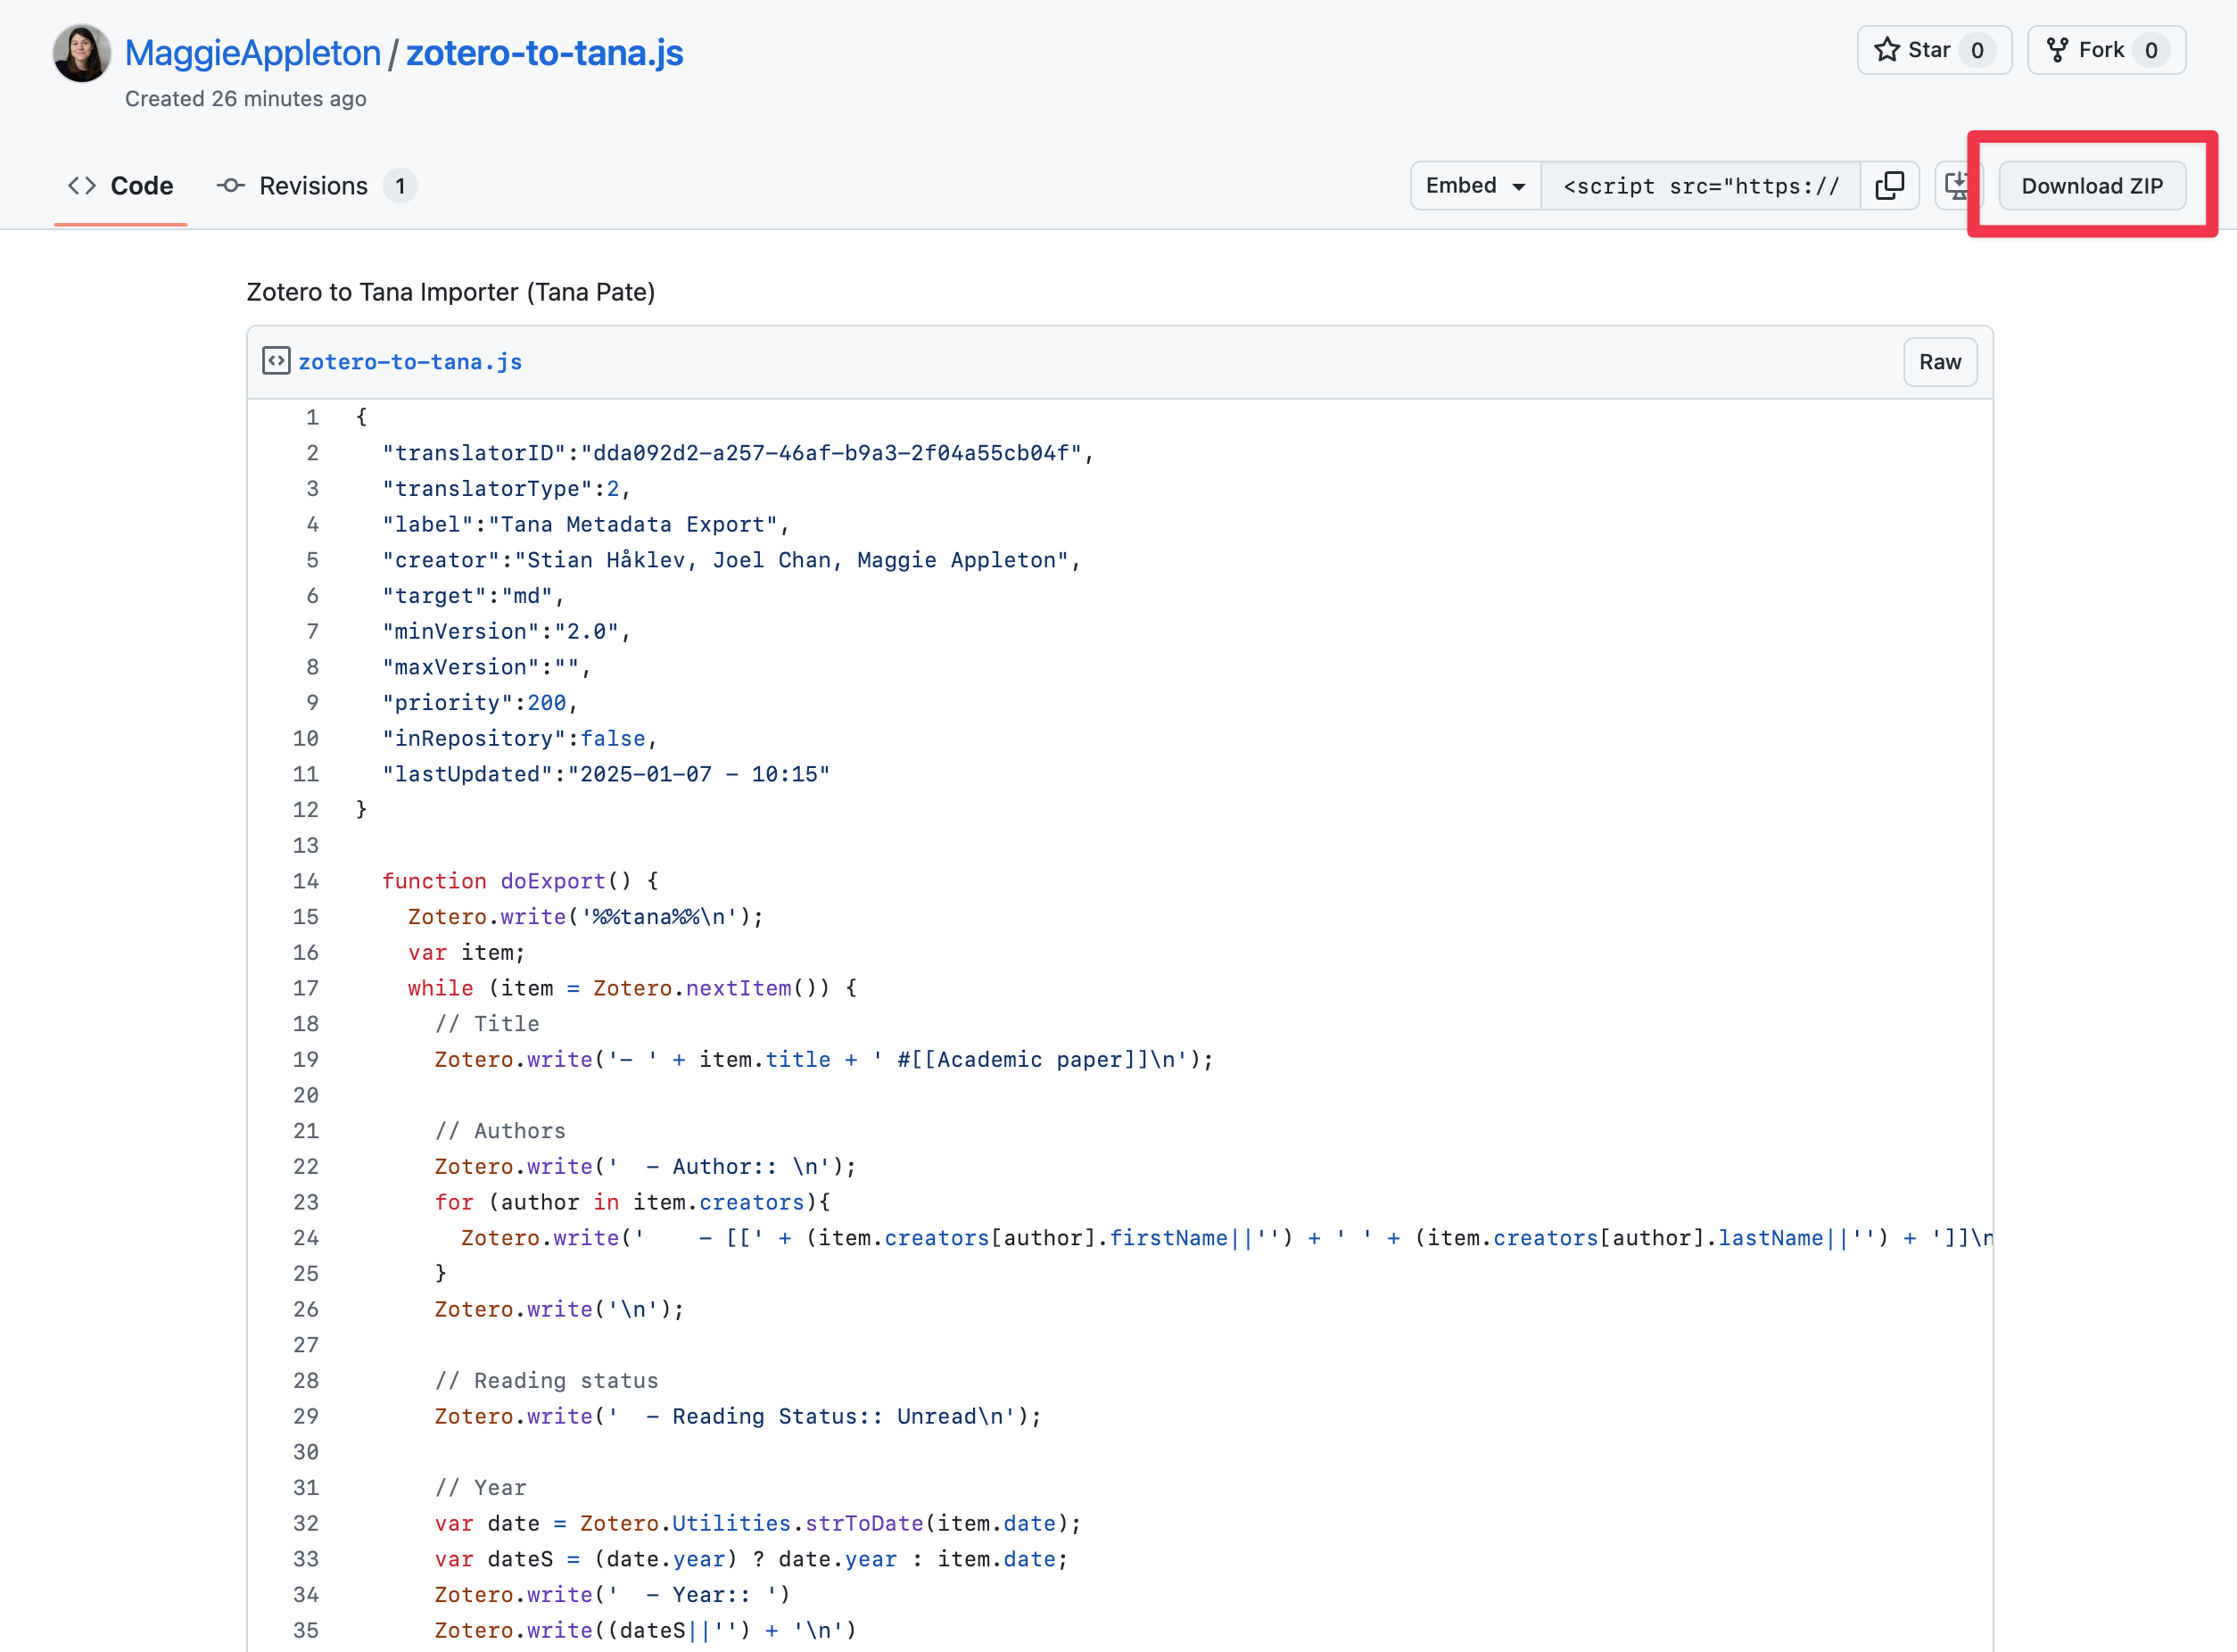 MaggieAppleton / zotero-to-tana.js
Star 0
Fork 0
Created 26 minutes ago
Code
Revisions 1
Embed
<script src="https://
Download ZIP
Zotero to Tana Importer (Tana Pate)
zotero-to-tana.js
Raw
1 {
2   "translatorID":"dda092d2-a257-46af-b9a3-2f04a55cb04f",
3   "translatorType":2,
4   "label":"Tana Metadata Export",
5   "creator":"Stian Håklev, Joel Chan, Maggie Appleton",
6   "target":"md",
7   "minVersion":"2.0",
8   "maxVersion":"",
9   "priority":200,
10   "inRepository":false,
11   "lastUpdated":"2025-01-07 - 10:15"
12 }
13
14   function doExport() {
15     Zotero.write('%%tana%%\n');
16     var item;
17     while (item = Zotero.nextItem()) {
18       // Title
19       Zotero.write('- ' + item.title + ' #[[Academic paper]]\n');
20
21       // Authors
22       Zotero.write('  - Author:: \n');
23       for (author in item.creators){
24         Zotero.write('    - [[' + (item.creators[author].firstName||'') + ' ' + (item.creators[author].lastName||'') + ']]\n
25       }
26       Zotero.write('\n');
27
28       // Reading status
29       Zotero.write('  - Reading Status:: Unread\n');
30
31       // Year
32       var date = Zotero.Utilities.strToDate(item.date);
33       var dateS = (date.year) ? date.year : item.date;
34       Zotero.write('  - Year:: ')
35       Zotero.write((dateS||'') + '\n')